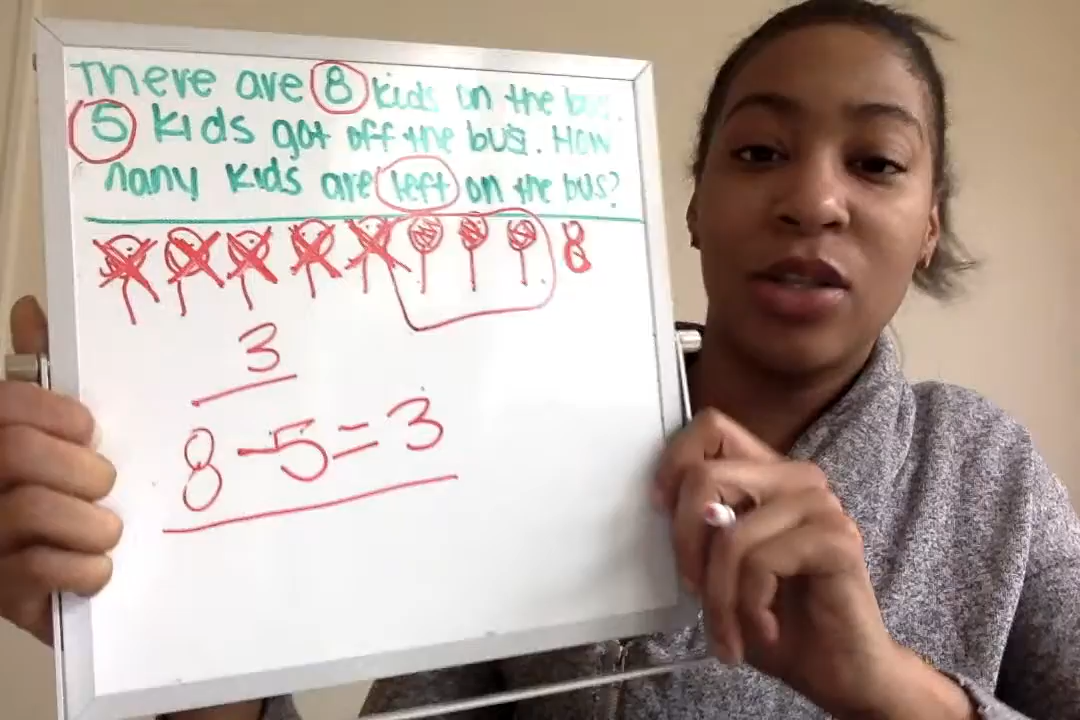 There are 8 kids on the bus.
5 kids got off the bus. How
many kids are left on the bus?
8
3
8-5=3